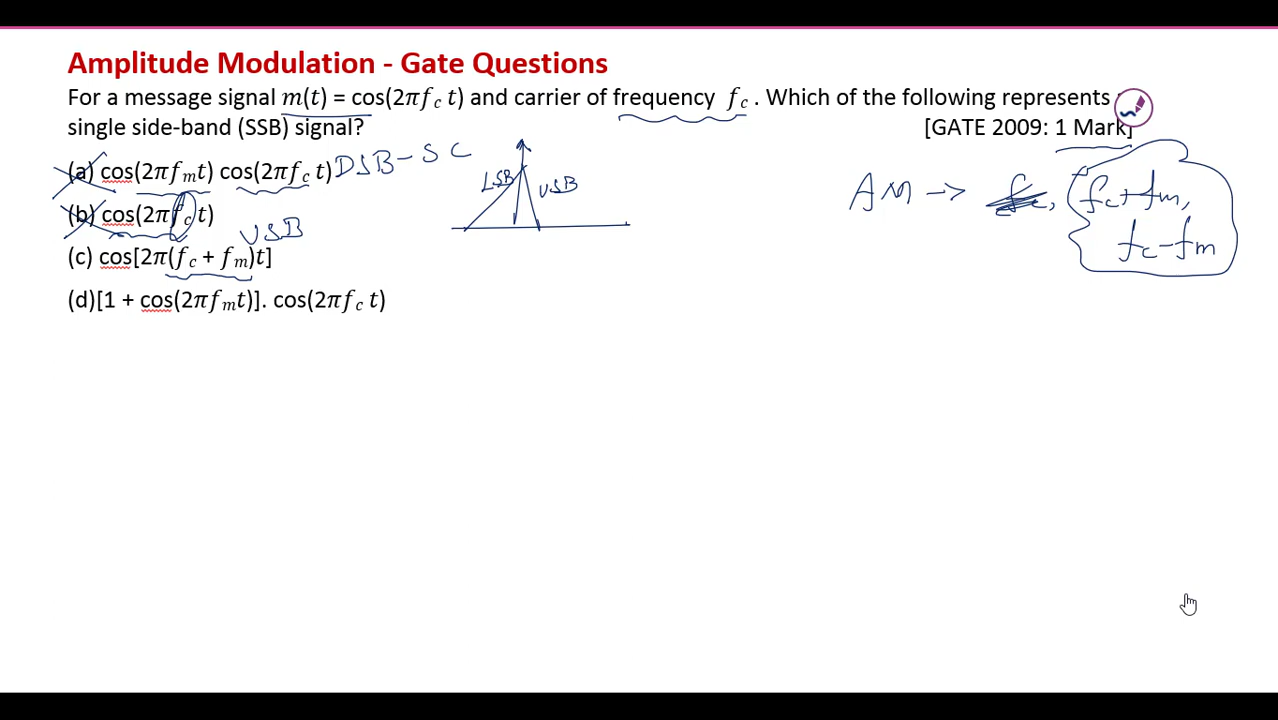 Amplitude Modulation - Gate Questions
For a message signal m(t) = cos(2πf_c t) and carrier of frequency f_c . Which of the following represents
single side-band (SSB) signal? [GATE 2009: 1 Mark]
(a) cos(2πf_m t) cos(2πf_c t) DSB-SC
(b) cos(2πf_c t)
USB
(c) cos[2π(f_c + f_m)t]
(d)[1 + cos(2πf_m t)]. cos(2πf_c t)
LSB USB
AM → f_c, (f_c+f_m,
f_c-f_m